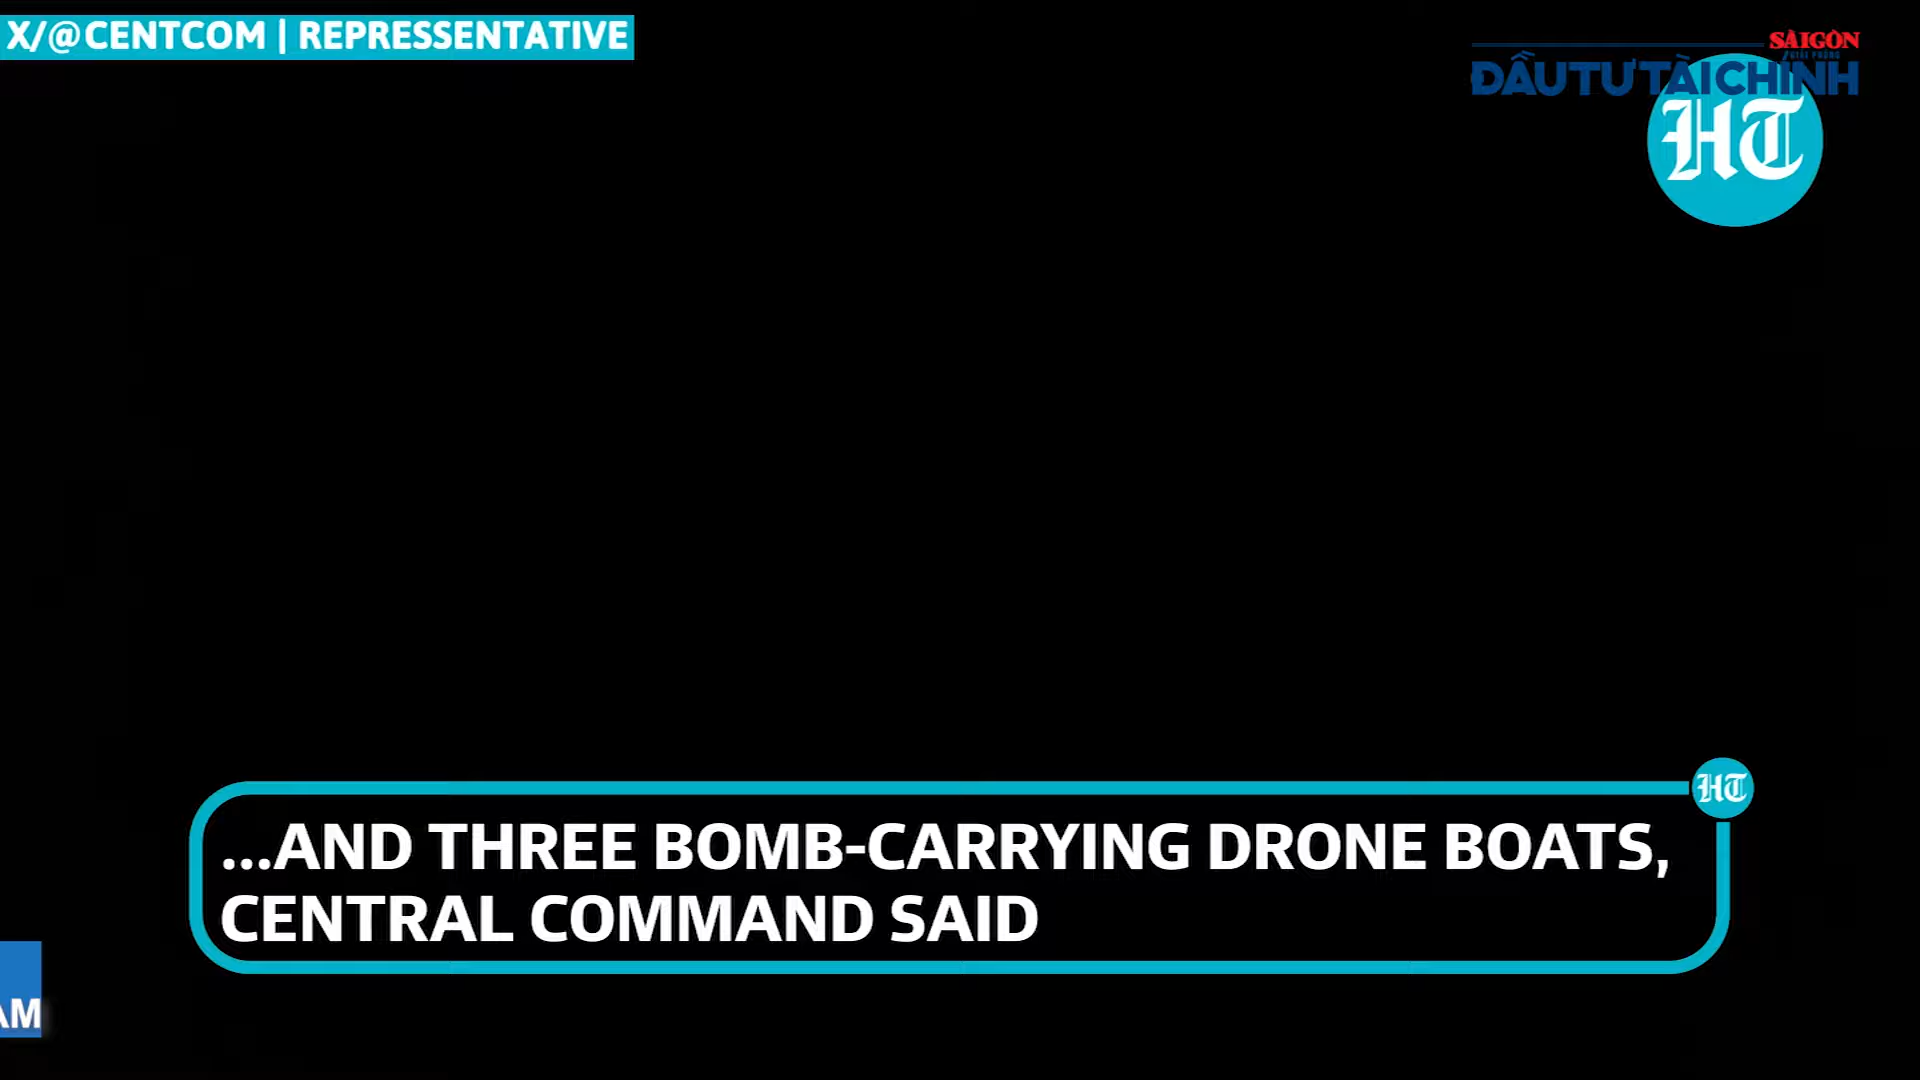 X/@CENTCOM | REPRESSENTATIVE
SÀIGÒN
ĐẦU TƯ TÀI CHÍNH
HT
HT
...AND THREE BOMB-CARRYING DRONE BOATS,
CENTRAL COMMAND SAID
AM